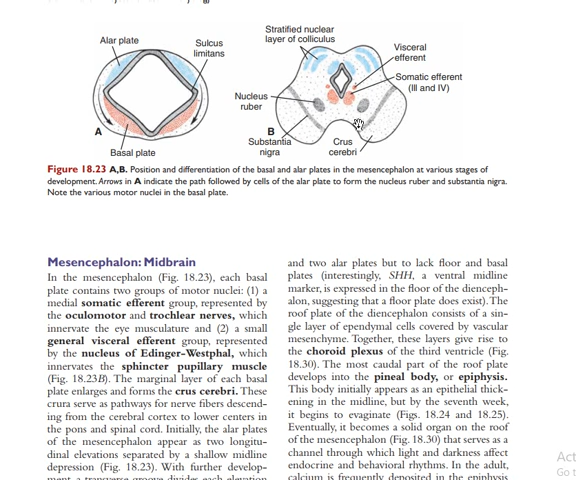 Stratified nuclear
layer of colliculus
Alar plate
Sulcus
limitans
Visceral
efferent
Somatic efferent
(III and IV)
Nucleus
ruber
A
B
Basal plate
Substantia
nigra
Crus
cerebri
Figure 18.23 A,B. Position and differentiation of the basal and alar plates in the mesencephalon at various stages of
development. Arrows in A indicate the path followed by cells of the alar plate to form the nucleus ruber and substantia nigra.
Note the various motor nuclei in the basal plate.
Mesencephalon: Midbrain
In the mesencephalon (Fig. 18.23), each basal
plate contains two groups of motor nuclei: (1) a
medial somatic efferent group, represented by
the oculomotor and trochlear nerves, which
innervate the eye musculature and (2) a small
general visceral efferent group, represented
by the nucleus of Edinger-Westphal, which
innervates the sphincter pupillary muscle
(Fig. 18.23B). The marginal layer of each basal
plate enlarges and forms the crus cerebri. These
crura serve as pathways for nerve fibers descend-
ing from the cerebral cortex to lower centers in
the pons and spinal cord. Initially, the alar plates
of the mesencephalon appear as two longitu-
dinal elevations separated by a shallow midline
depression (Fig. 18.23). With further develop-
ment, a transverse groove divides each elevation
and two alar plates but to lack floor and basal
plates (interestingly, SHH, a ventral midline
marker, is expressed in the floor of the dienceph-
alon, suggesting that a floor plate does exist). The
roof plate of the diencephalon consists of a sin-
gle layer of ependymal cells covered by vascular
mesenchyme. Together, these layers give rise to
the choroid plexus of the third ventricle (Fig.
18.30). The most caudal part of the roof plate
develops into the pineal body, or epiphysis.
This body initially appears as an epithelial thick-
ening in the midline, but by the seventh week,
it begins to evaginate (Figs. 18.24 and 18.25).
Eventually, it becomes a solid organ on the roof
of the mesencephalon (Fig. 18.30) that serves as a
channel through which light and darkness affect
endocrine and behavioral rhythms. In the adult,
calcium is frequently deposited in the epiphysis
Act
Go t